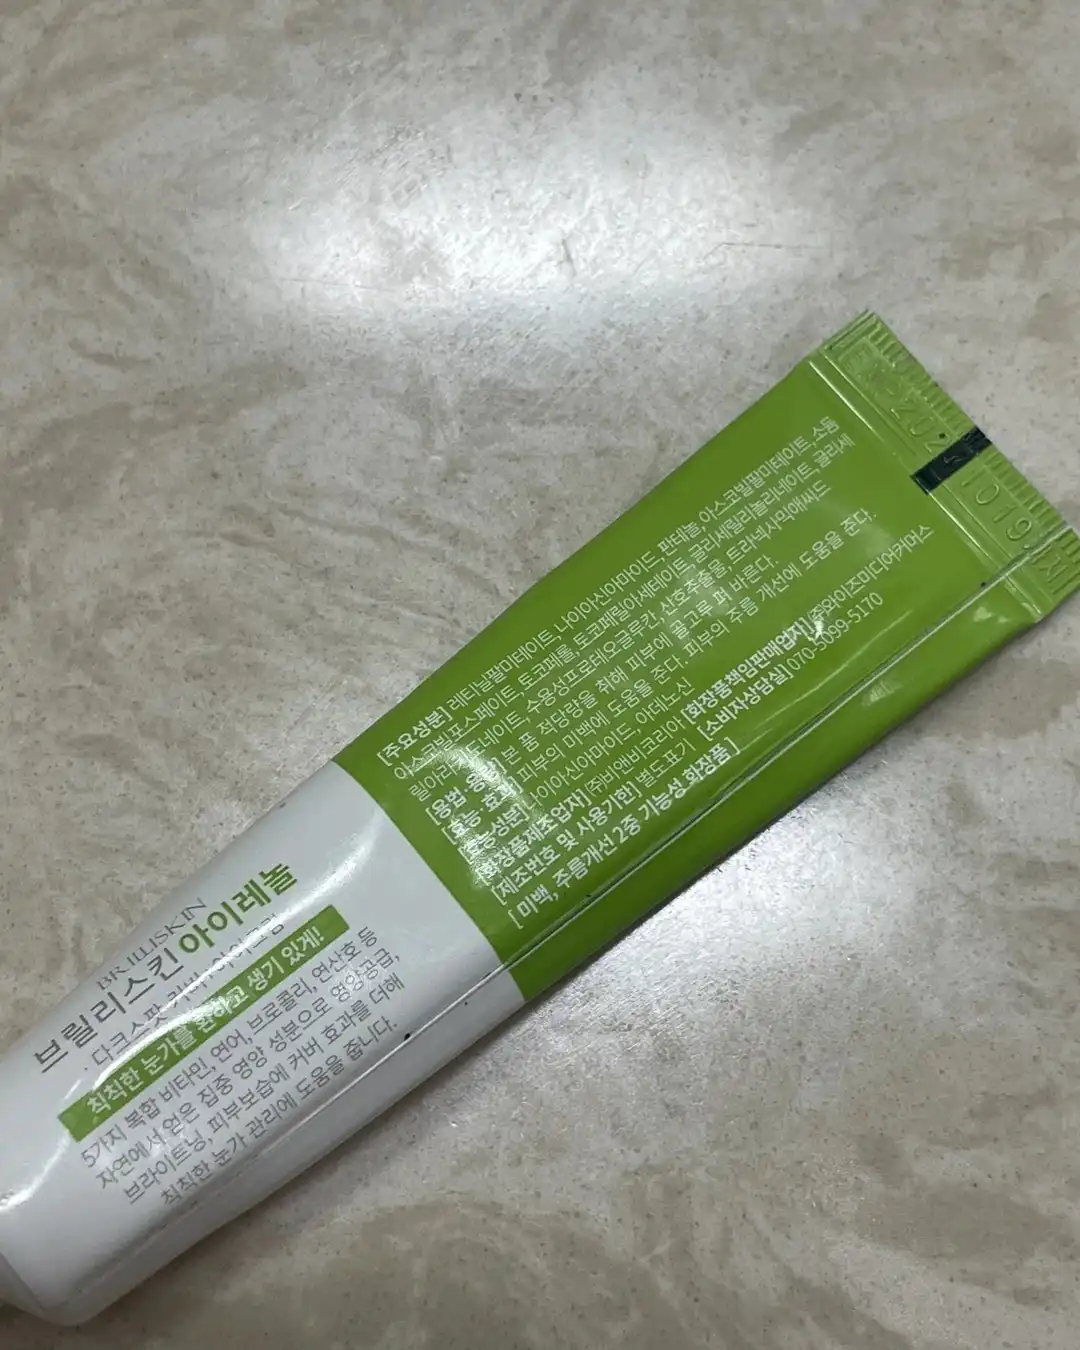 BRILLISKIN
브릴리스킨 아이레놀
· 다크스팟 커버 아이크림
칙칙한 눈가를 환하고 생기 있게!
5가지 복합 비타민, 연어, 브로콜리, 연산호 등
자연에서 얻은 집중 영양 성분으로 영양공급,
브라이트닝, 피부보습에 커버 효과를 더해
칙칙한 눈가 관리에 도움을 줍니다.
[주요성분] 레티닐팔미테이트, 나이아신아마이드, 판테놀, 아스코빌팔미테이트, 소듐
아스코빌포스페이트, 토코페롤, 토코페릴아세테이트, 글리세릴리놀리네이트, 글리세
릴아라키도네이트, 수용성프로테오글루칸, 산호추출물, 트라넥사믹애씨드
[용법 용량] 본 품 적당량을 취해 피부에 골고루 펴 바른다.
[효능 효과] 피부의 미백에 도움을 준다. 피부의 주름 개선에 도움을 준다.
[기능성분] 나이아신아마이드, 아데노신
[화장품제조업자] (주)비앤비코리아 [화장품책임판매업자] (주)와이즈미디어커머스
[제조번호 및 사용기한] 별도표기 [소비자상담실] 070-5099-5170
[ 미백, 주름개선 2중 기능성 화장품 ]